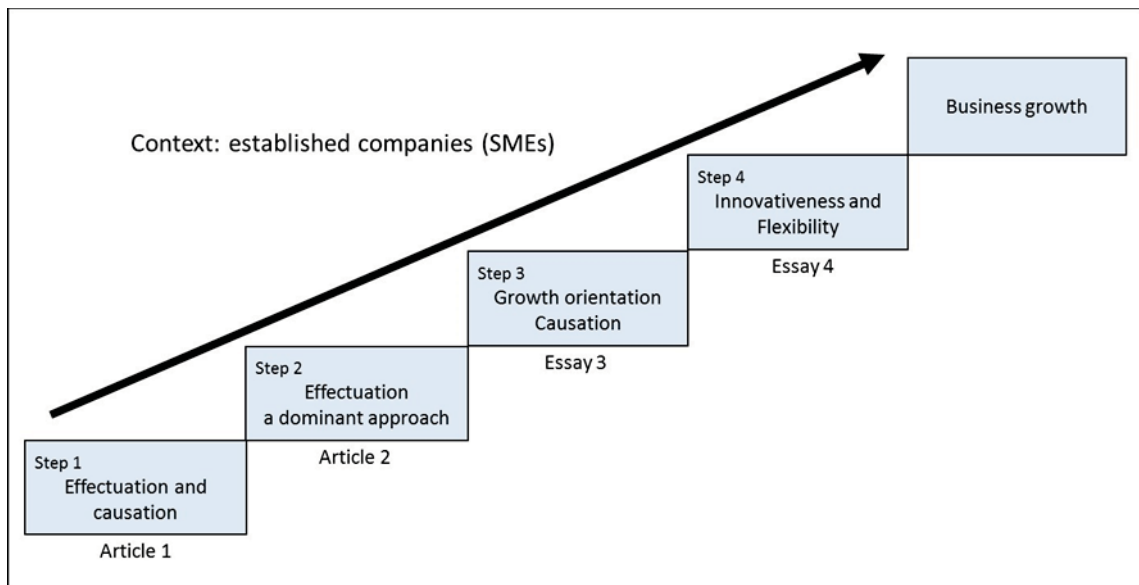 Context: established companies (SMEs)
Business growth
Step 4
Innovativeness and
Flexibility
Essay 4
Step 3
Growth orientation
Causation
Essay 3
Step 2
Effectuation
a dominant approach
Article 2
Step 1
Effectuation and
causation
Article 1